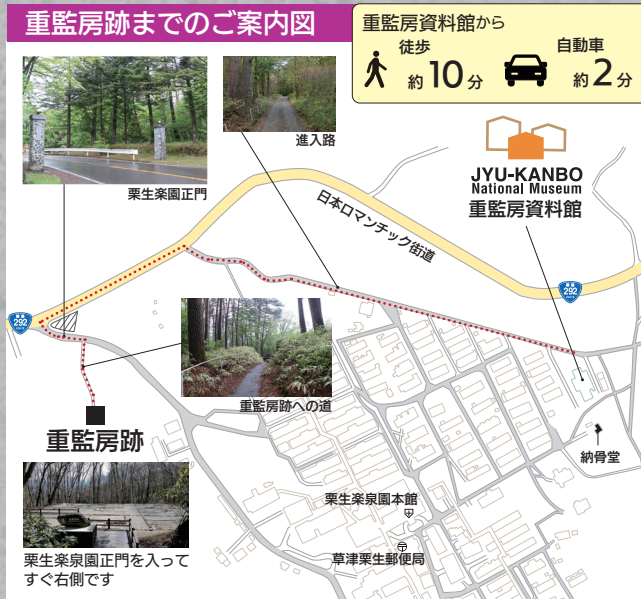 重監房跡までのご案内図
重監房資料館から
徒歩
約10分
自動車
約2分
栗生楽園正門
進入路
JYU-KANBO
National Museum
重監房資料館
日本ロマンチック街道
292
292
重監房跡への道
重監房跡
納骨堂
栗生楽泉園本館
草津栗生郵便局
栗生楽泉園正門を入って
すぐ右側です